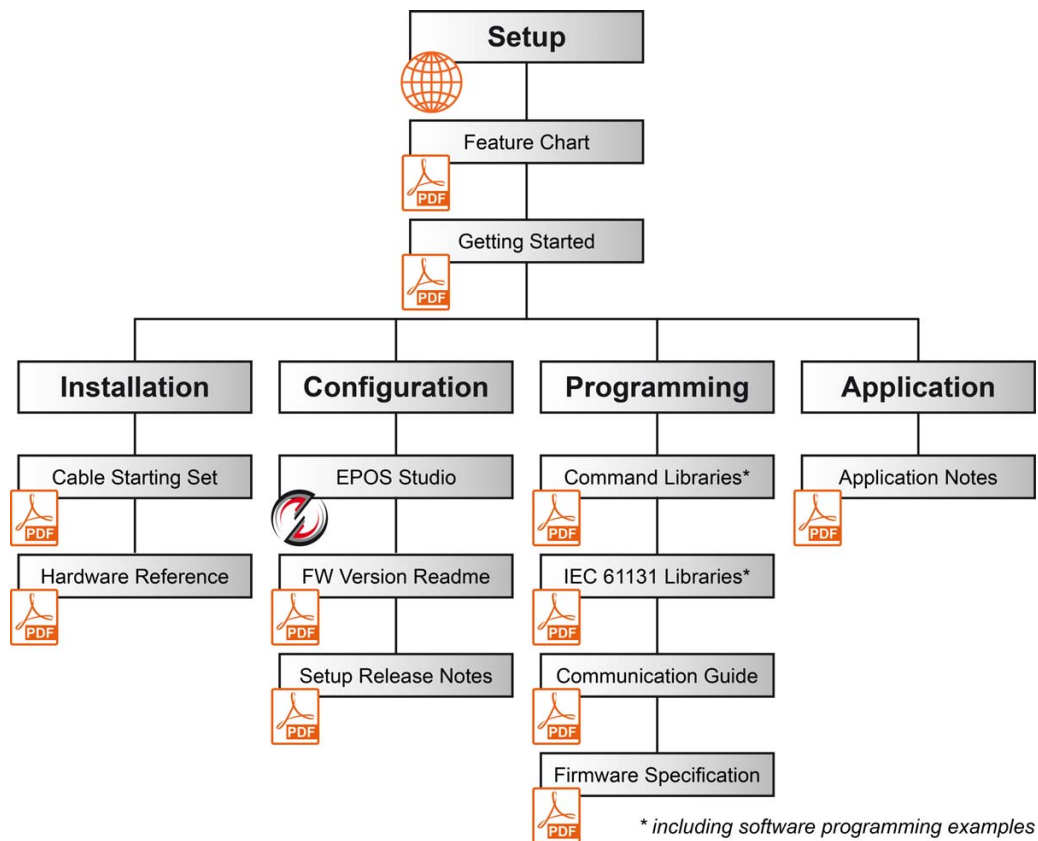 Setup
Feature Chart
PDF
Getting Started
PDF
Installation
Configuration
Programming
Application
Cable Starting Set
PDF
EPOS Studio
Command Libraries*
PDF
Application Notes
PDF
Hardware Reference
PDF
FW Version Readme
PDF
IEC 61131 Libraries*
PDF
Setup Release Notes
PDF
Communication Guide
PDF
Firmware Specification
PDF
* including software programming examples